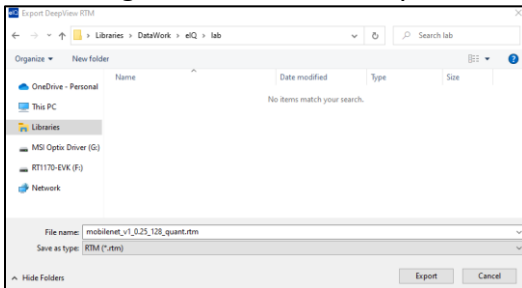 eIQ Export DeepView RTM
> Libraries > DataWork > eIQ > lab
Search lab
Organize
New folder
Name
Date modified
Type
Size
No items match your search.
OneDrive - Personal
This PC
Libraries
MSI Optix Driver (G:)
RT1170-EVK (F:)
Network
File name: mobilenet_v1_0.25_128_quant.rtm
Save as type: RTM (*.rtm)
Hide Folders
Export
Cancel